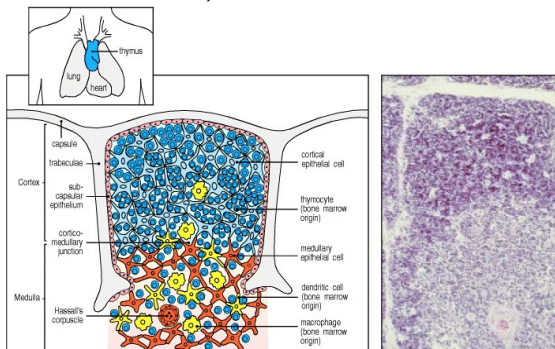 thymus
lung
heart
capsule
trabeculae
Cortex
sub-
capsular
epithelium
cortico-
medullary
junction
Medulla
Hassall's
corpuscle
cortical
epithelial cell
thymocyte
(bone marrow
origin)
medullary
epithelial cell
dendritic cell
(bone marrow
origin)
macrophage
(bone marrow
origin)